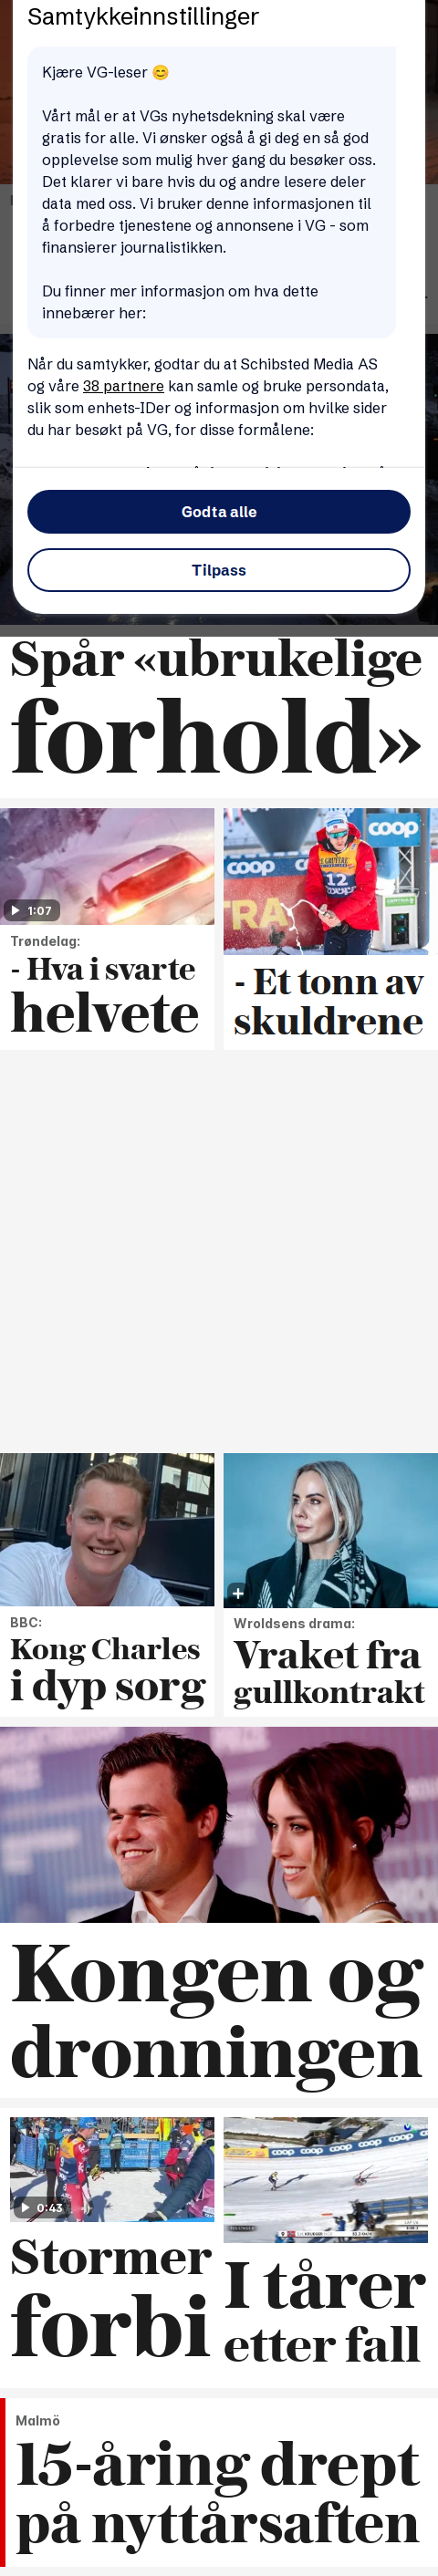 Samtykkeinnstillinger
Kjære VG-leser 😊
Vårt mål er at VGs nyhetsdekning skal være
gratis for alle. Vi ønsker også å gi deg en så god
opplevelse som mulig hver gang du besøker oss.
Det klarer vi bare hvis du og andre lesere deler
data med oss. Vi bruker denne informasjonen til
å forbedre tjenestene og annonsene i VG - som
finansierer journalistikken.
Du finner mer informasjon om hva dette
innebærer her:
Når du samtykker, godtar du at Schibsted Media AS
og våre 38 partnere kan samle og bruke persondata,
slik som enhets-IDer og informasjon om hvilke sider
du har besøkt på VG, for disse formålene:
Godta alle
Tilpass
Spår «ubrukelige
forhold»
1:07
coop
coop
12
Trøndelag:
- Hva i svarte
helvete
- Et tonn av
skuldrene
BBC:
Kong Charles
i dyp sorg
Wroldsens drama:
Vraket fra
gullkontrakt
Kongen og
dronningen
0:43
coop
Stormer
forbi
I tårer
etter fall
Malmö
15-åring drept
på nyttårsaften